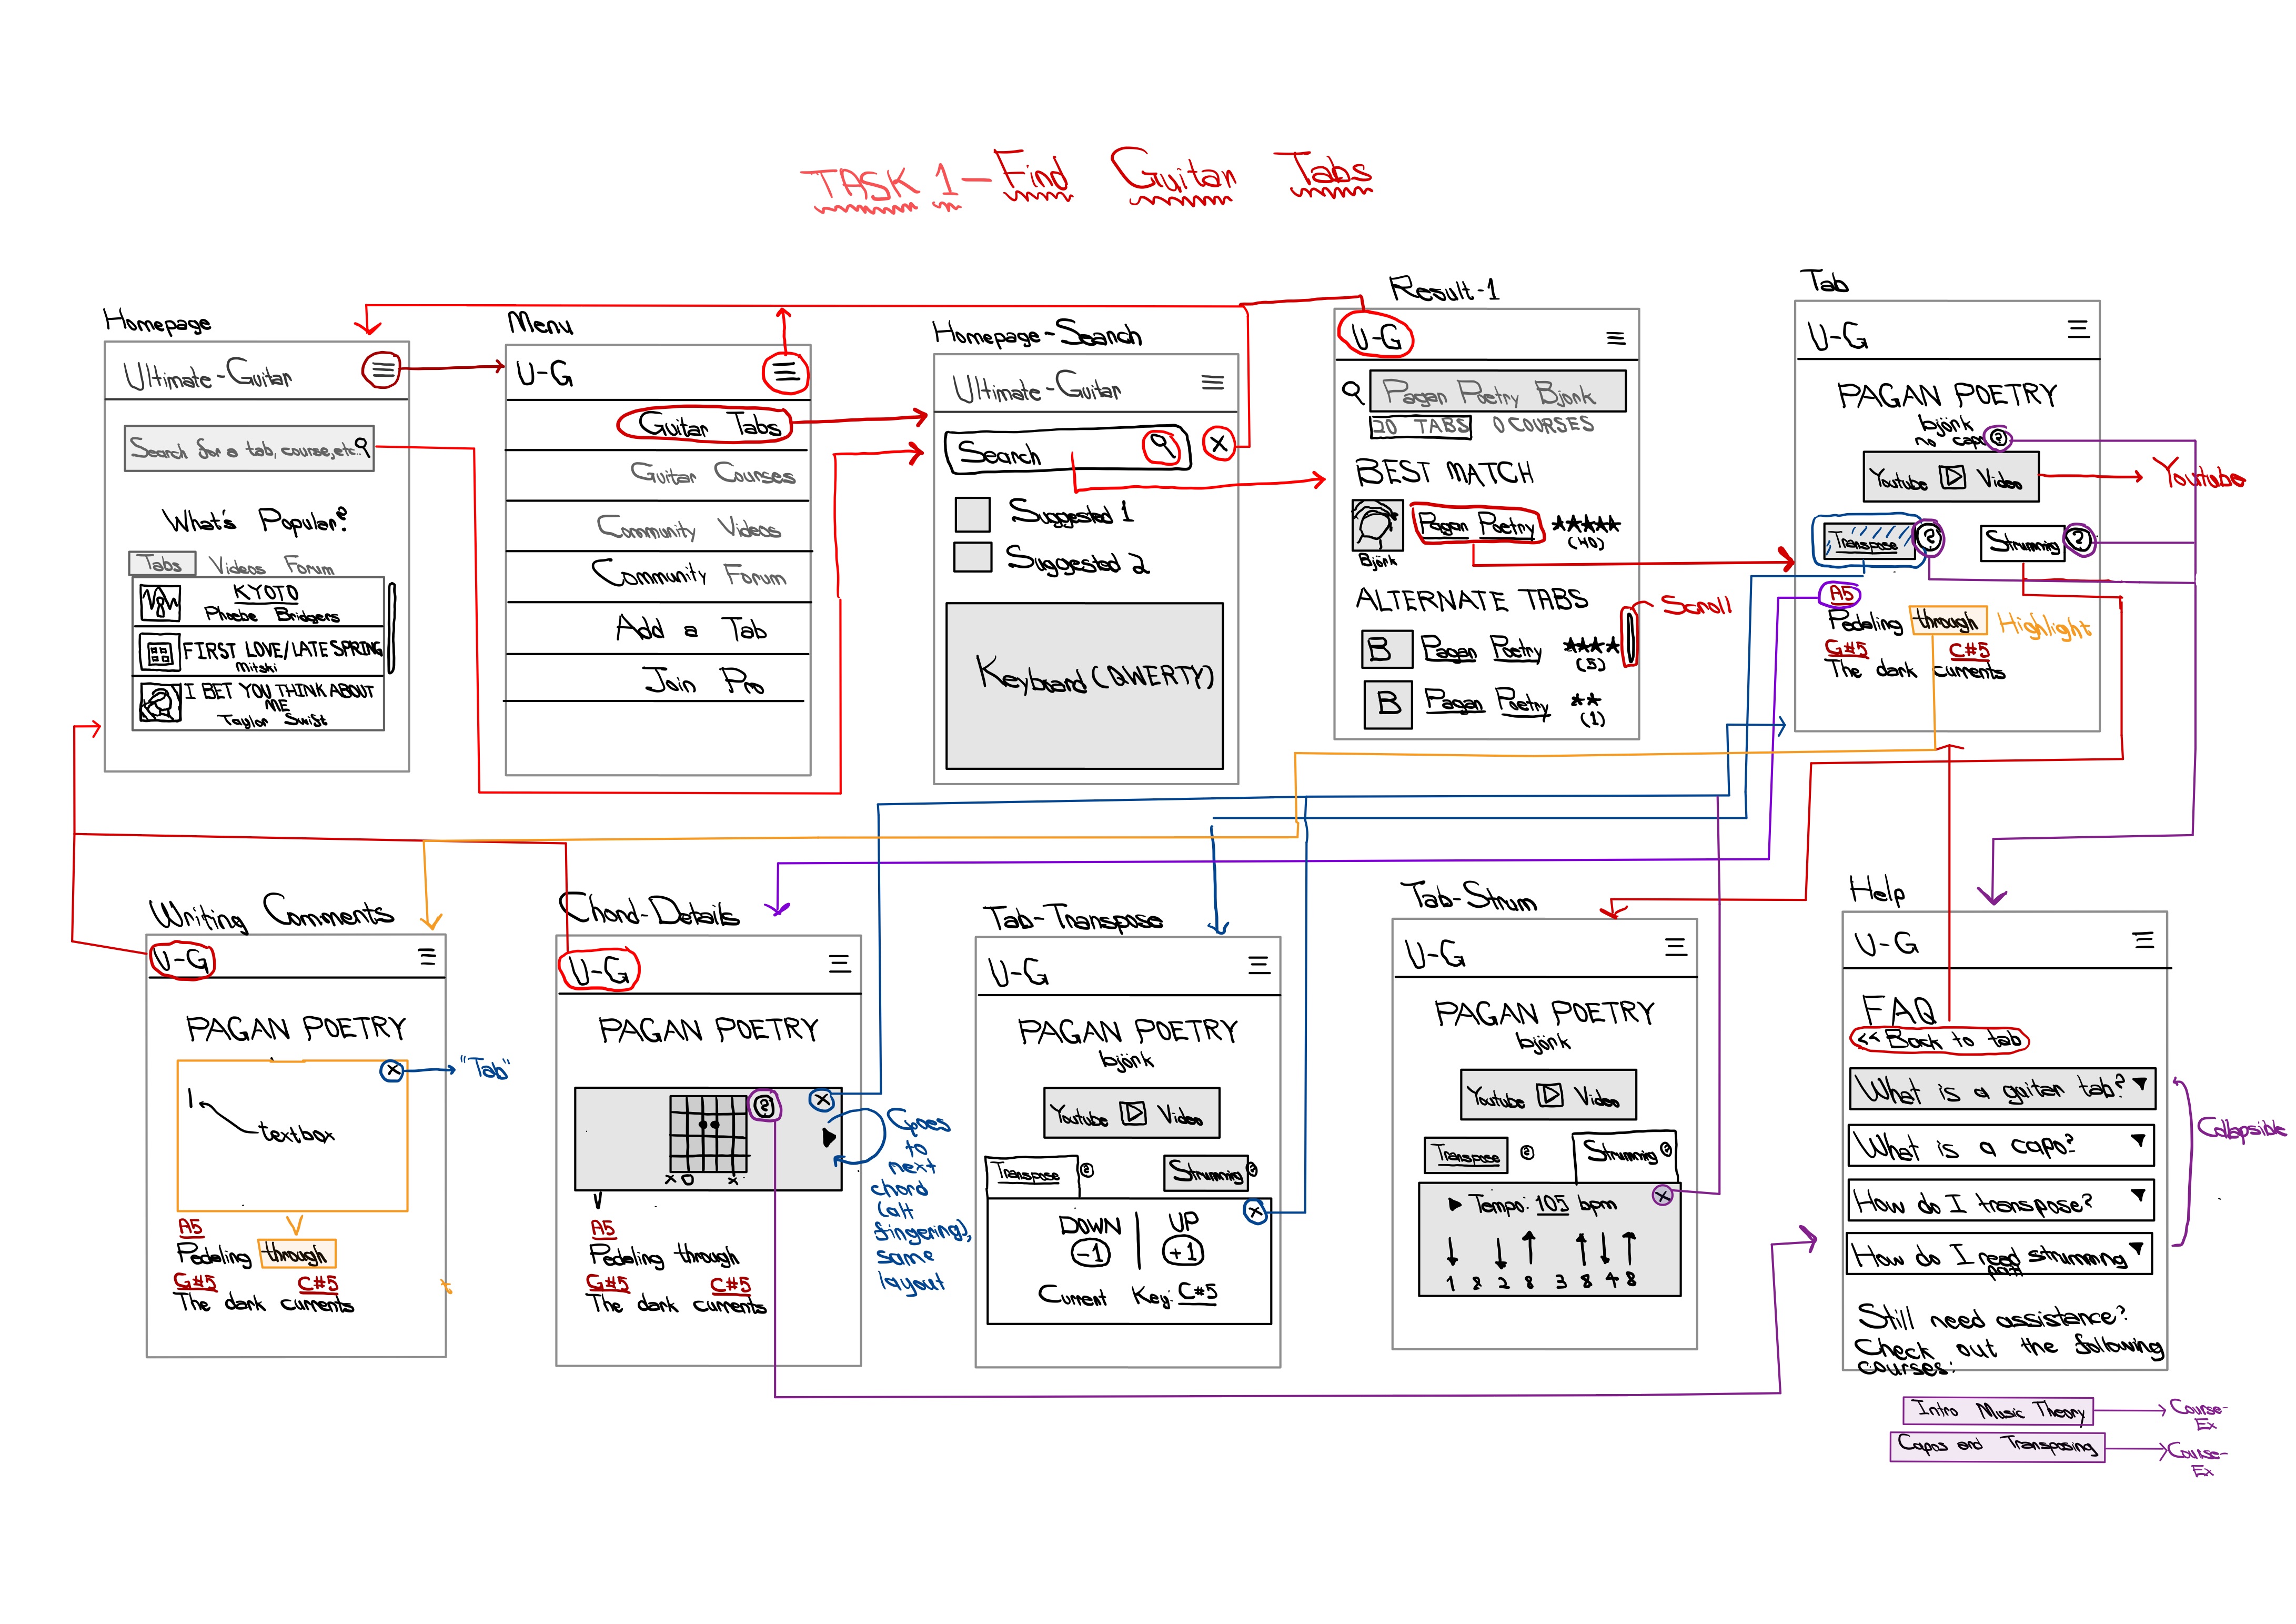 TASK 1 — Find Guitar Tabs
Homepage
Ultimate-Guitar
Search for a tab, course, etc..
What's Popular?
Tabs Videos Forum
KYOTO
Phoebe Bridgers
FIRST LOVE/LATE SPRING
Mitski
I BET YOU THINK ABOUT
ME
Taylor Swift
Menu
U-G
Guitar Tabs
Guitar Courses
Community Videos
Community Forum
Add a Tab
Join Pro
Homepage-Search
Ultimate-Guitar
Search X
Suggested 1
Suggested 2
Keyboard (QWERTY)
Result-1
U-G
Pagan Poetry Bjork
20 TABS 0 COURSES
BEST MATCH
Pagan Poetry ★★★★★
(40)
Björk
ALTERNATE TABS
Scroll
B Pagan Poetry ★★★★
(5)
B Pagan Poetry ★★
(1)
Tab
U-G
PAGAN POETRY
björk
no capo ?
Youtube Video
Youtube
Transpose ? Strumming ?
A5
Pedaling through Highlight
G#5 C#5
The dark currents
Writing Comments
U-G
PAGAN POETRY
X "Tab"
textbox
A5
Pedaling through
G#5 C#5
The dark currents
Chord-Details
U-G
PAGAN POETRY
? X
x o x
Goes
to
next
chord
(alt
fingering),
same
layout
A5
Pedaling through
G#5 C#5
The dark currents
Tab-Transpose
U-G
PAGAN POETRY
björk
Youtube Video
Transpose ? Strumming ?
X
DOWN UP
-1 +1
Current Key: C#5
Tab-Strum
U-G
PAGAN POETRY
björk
Youtube Video
Transpose ? Strumming ?
Tempo: 105 bpm X
1 & 2 & 3 & 4 &
Help
U-G
FAQ
<< Back to tab
What is a guitar tab?
What is a capo?
How do I transpose?
How do I read strumming
Collapsible
Still need assistance?
Check out the following
courses:
Intro Music Theory
Course-
Ex
Capos and Transposing
Course-
Ex